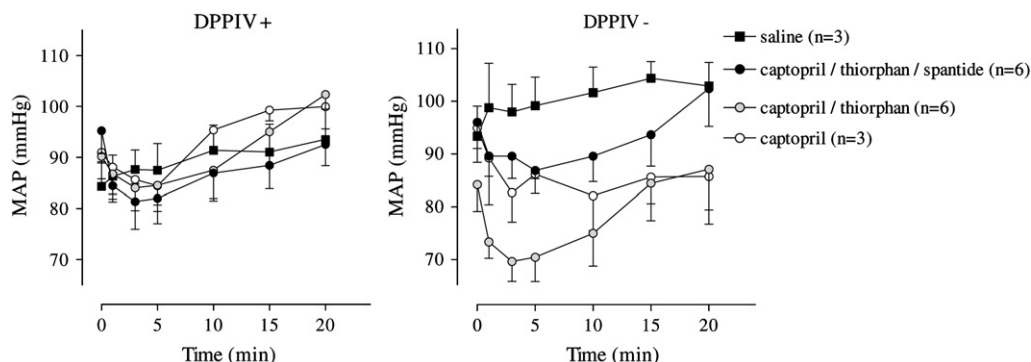 DPPIV +
MAP (mmHg)
110
100
90
80
70
0 5 10 15 20
Time (min)
DPPIV -
MAP (mmHg)
110
100
90
80
70
0 5 10 15 20
Time (min)
saline (n=3)
captopril / thiorphan / spantide (n=6)
captopril / thiorphan (n=6)
captopril (n=3)